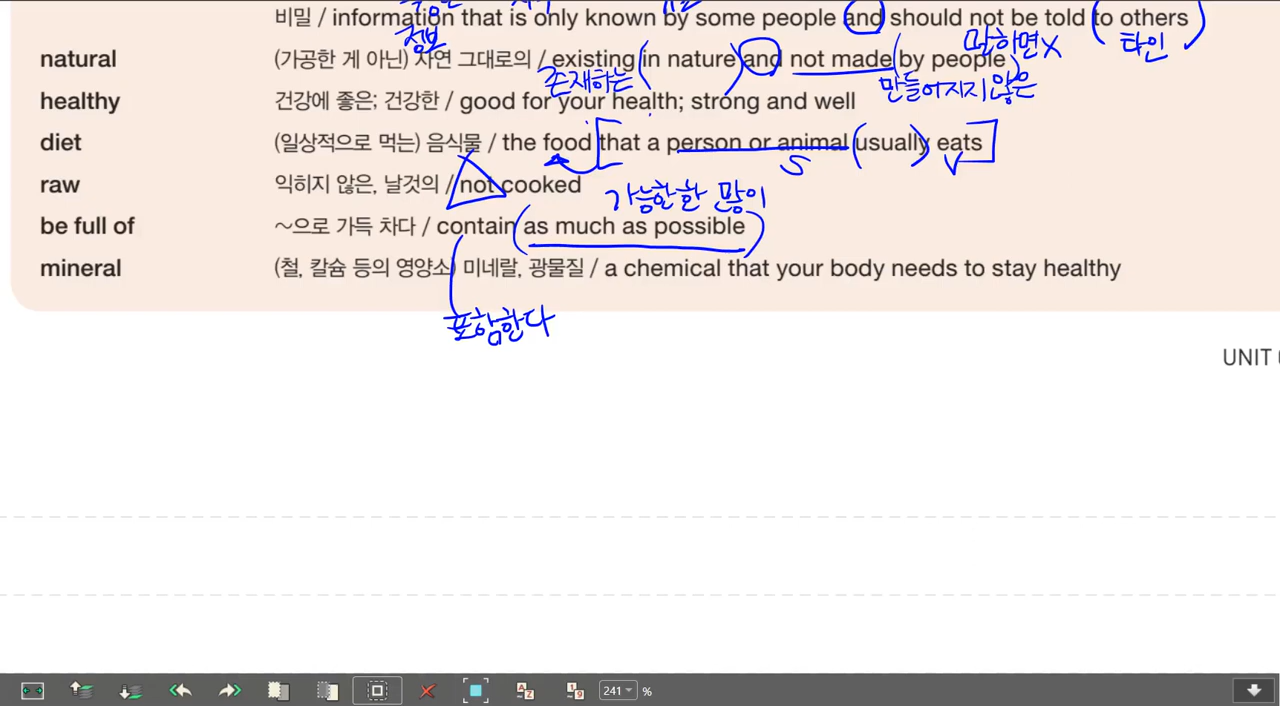 비밀 / information that is only known by some people and should not be told to others
정보
말하면X
타인
natural (가공한 게 아닌) 자연 그대로의 / existing in nature and not made by people
존재하는
만들어지지 않은
healthy 건강에 좋은; 건강한 / good for your health; strong and well
diet (일상적으로 먹는) 음식물 / the food that a person or animal usually eats
S
raw 익히지 않은, 날것의 / not cooked
가능한한 많이
be full of ~으로 가득 차다 / contain as much as possible
mineral (철, 칼슘 등의 영양소) 미네랄, 광물질 / a chemical that your body needs to stay healthy
포함한다
UNIT
241 %